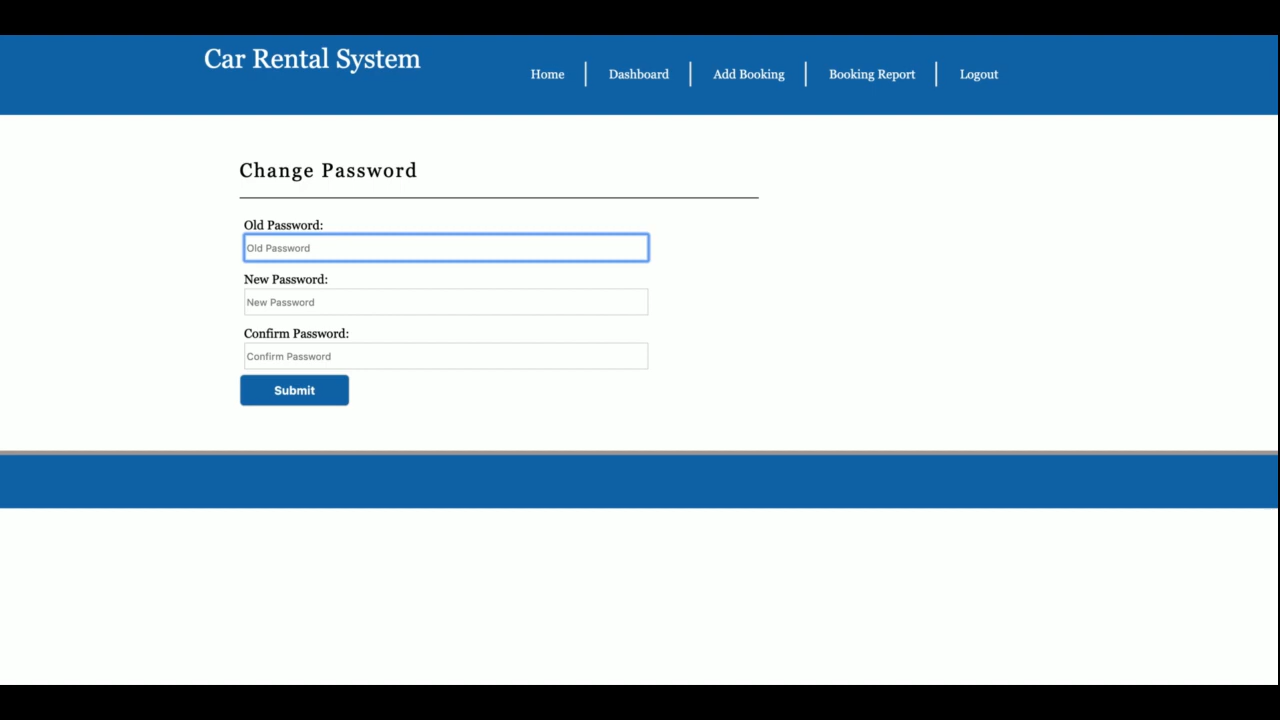 Car Rental System
Home Dashboard Add Booking Booking Report Logout
Change Password
Old Password:
Old Password
New Password:
New Password
Confirm Password:
Confirm Password
Submit